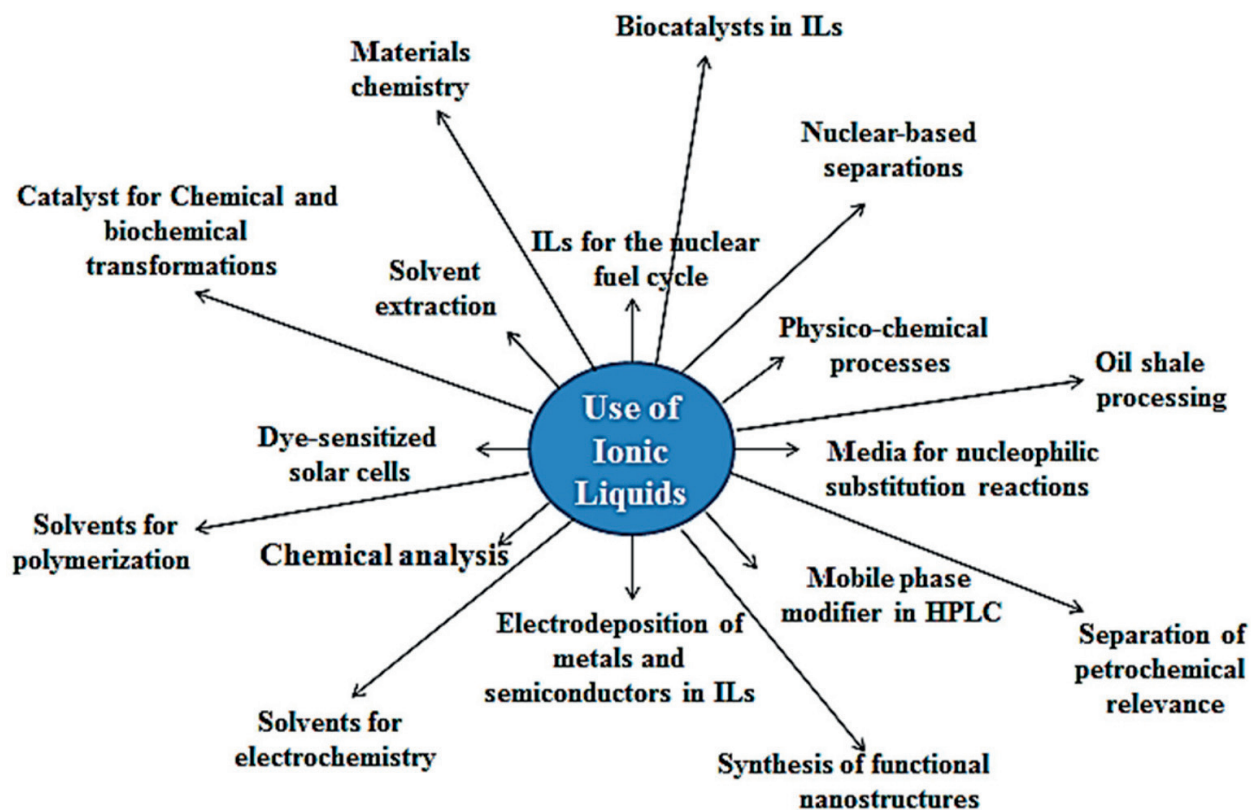 Biocatalysts in ILs
Materials
chemistry
Nuclear-based
separations
Catalyst for Chemical and
biochemical
transformations
ILs for the nuclear
fuel cycle
Solvent
extraction
Physico-chemical
processes
Oil shale
processing
Use of
Ionic
Liquids
Dye-sensitized
solar cells
Media for nucleophilic
substitution reactions
Solvents for
polymerization
Chemical analysis
Mobile phase
modifier in HPLC
Electrodeposition of
metals and
semiconductors in ILs
Separation of
petrochemical
relevance
Solvents for
electrochemistry
Synthesis of functional
nanostructures